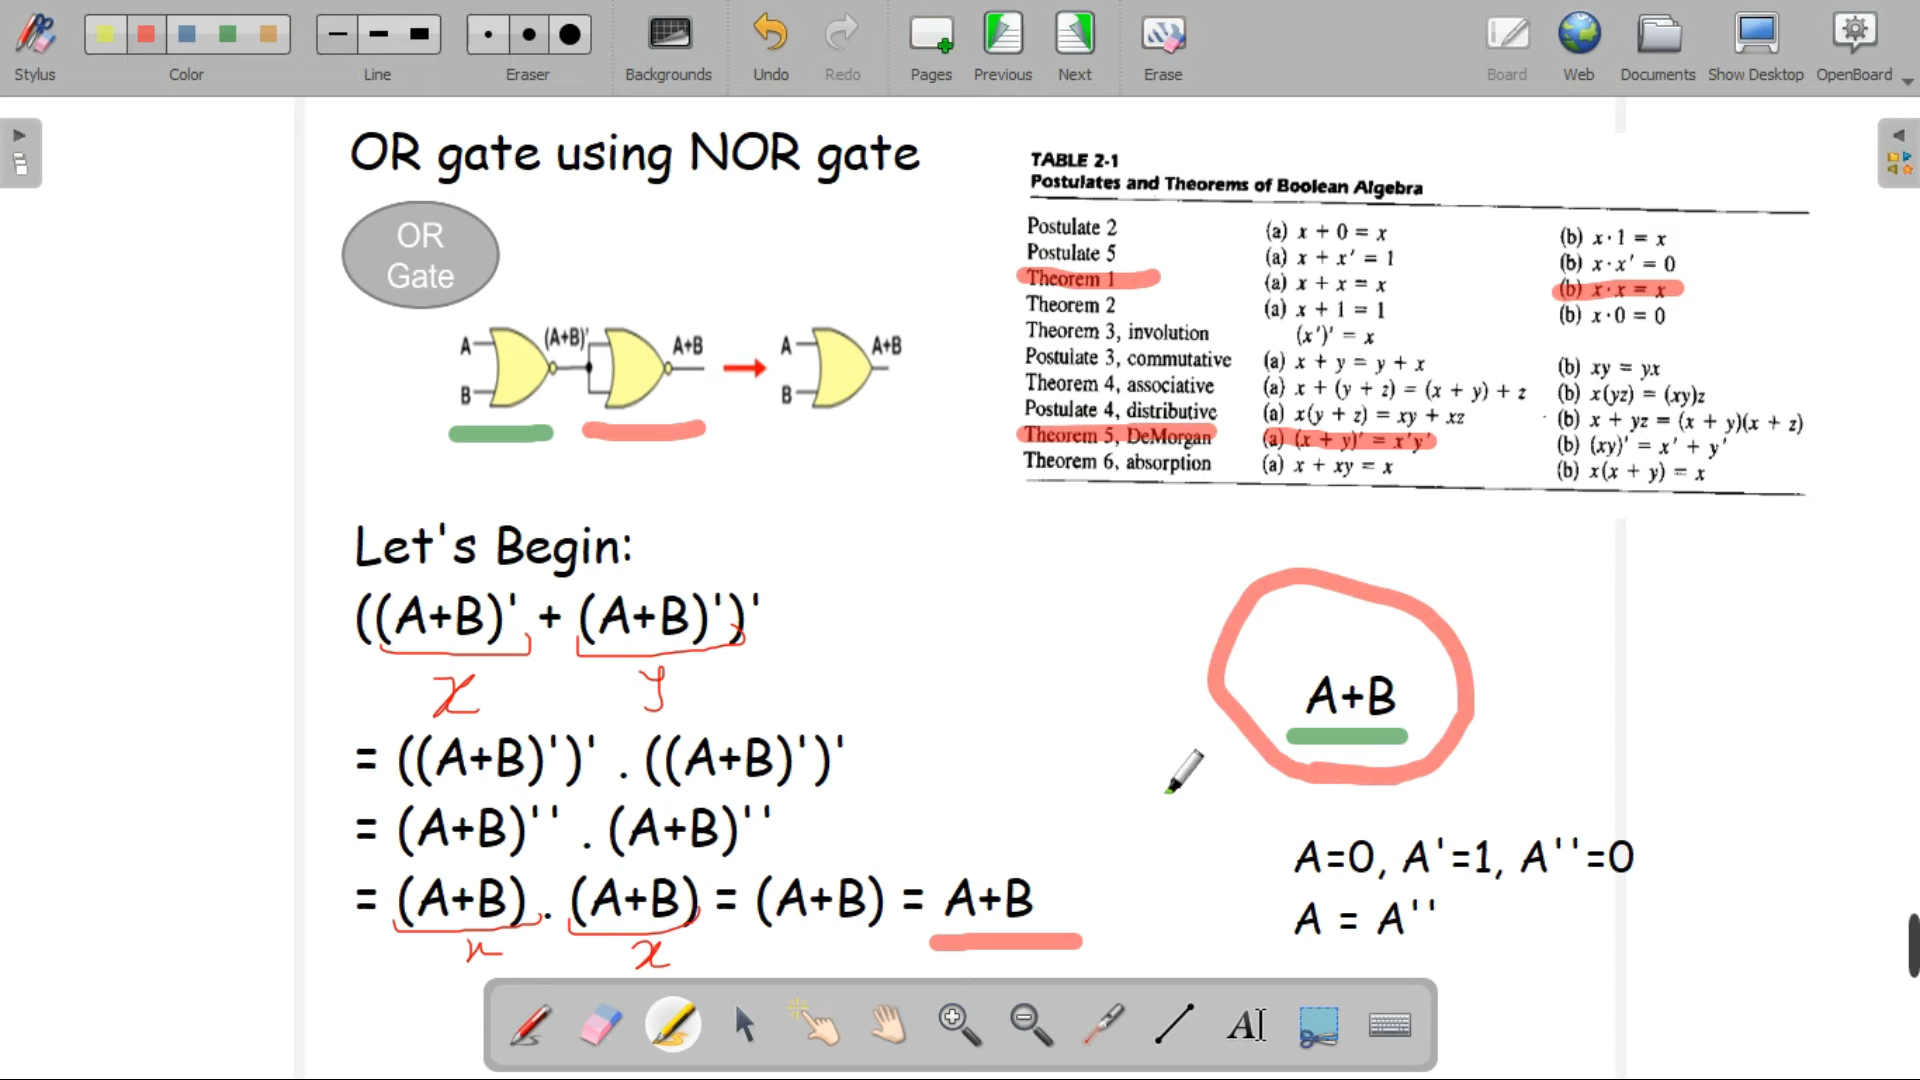 Stylus
Color
Line
Eraser
Backgrounds
Undo
Redo
Pages
Previous
Next
Erase
Board
Web
Documents
Show Desktop
OpenBoard
OR gate using NOR gate
OR
Gate
A
B
(A+B)'
A+B
A
B
A+B
TABLE 2-1
Postulates and Theorems of Boolean Algebra
Postulate 2 (a) x + 0 = x (b) x · 1 = x
Postulate 5 (a) x + x' = 1 (b) x · x' = 0
Theorem 1 (a) x + x = x (b) x · x = x
Theorem 2 (a) x + 1 = 1 (b) x · 0 = 0
Theorem 3, involution (x')' = x
Postulate 3, commutative (a) x + y = y + x (b) xy = yx
Theorem 4, associative (a) x + (y + z) = (x + y) + z (b) x(yz) = (xy)z
Postulate 4, distributive (a) x(y + z) = xy + xz (b) x + yz = (x + y)(x + z)
Theorem 5, DeMorgan (a) (x + y)' = x'y' (b) (xy)' = x' + y'
Theorem 6, absorption (a) x + xy = x (b) x(x + y) = x
Let's Begin:
((A+B)' + (A+B)')'
x y
= ((A+B)')' . ((A+B)')'
= (A+B)'' . (A+B)''
= (A+B) . (A+B) = (A+B) = A+B
x x
A+B
A=0, A'=1, A''=0
A = A''